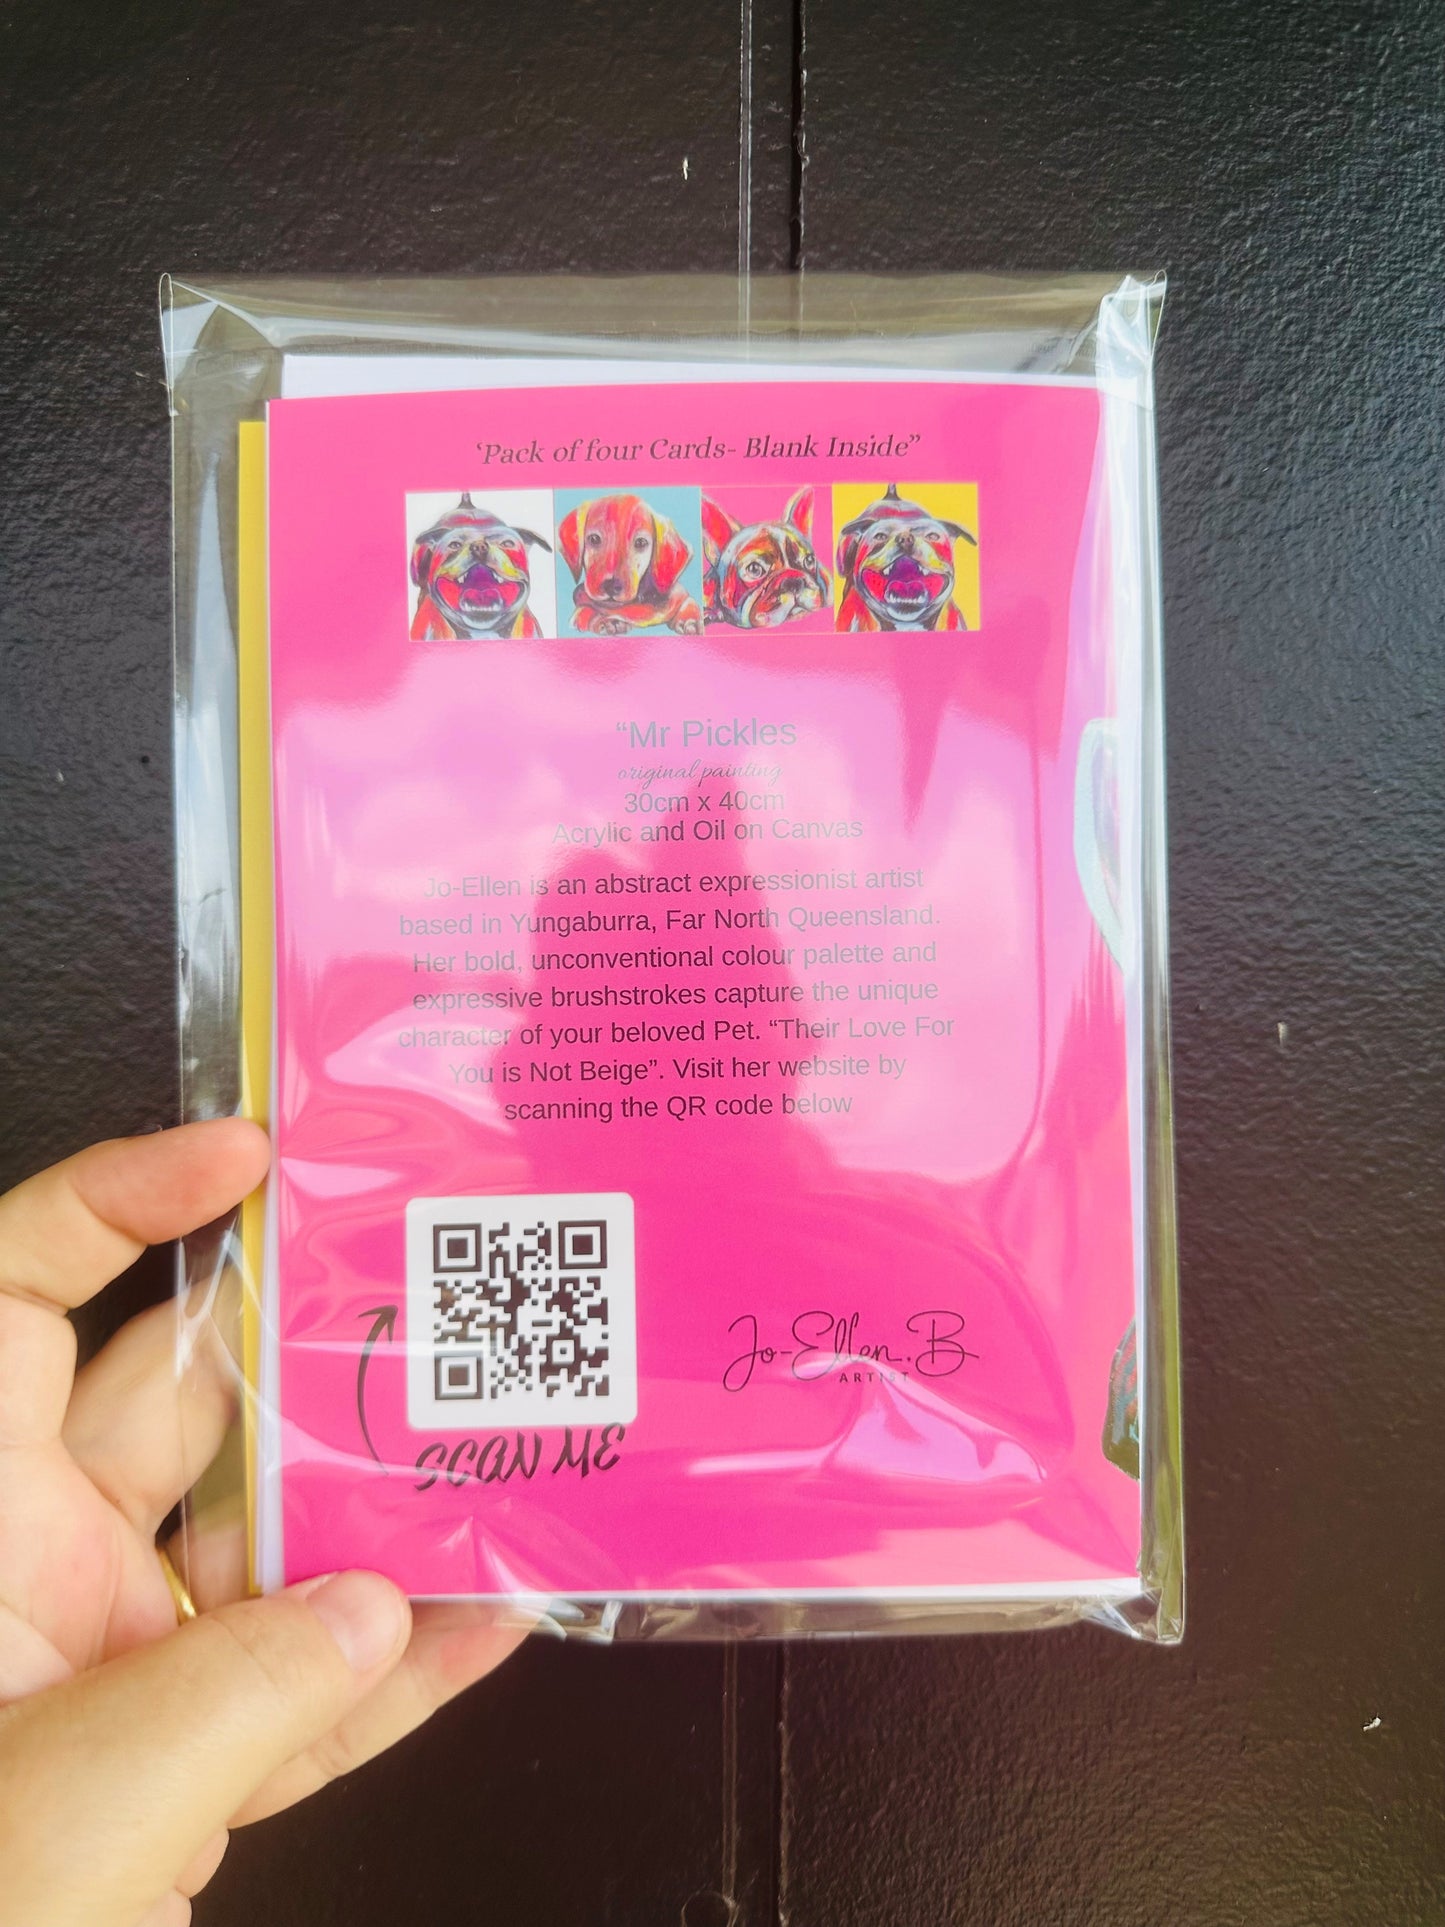 ‘Pack of four Cards- Blank Inside”
“Mr Pickles
original painting
30cm x 40cm
Acrylic and Oil on Canvas
Jo-Ellen is an abstract expressionist artist
based in Yungaburra, Far North Queensland.
Her bold, unconventional colour palette and
expressive brushstrokes capture the unique
character of your beloved Pet. “Their Love For
You is Not Beige”. Visit her website by
scanning the QR code below
Jo-Ellen.B
ARTIST
SCAN ME